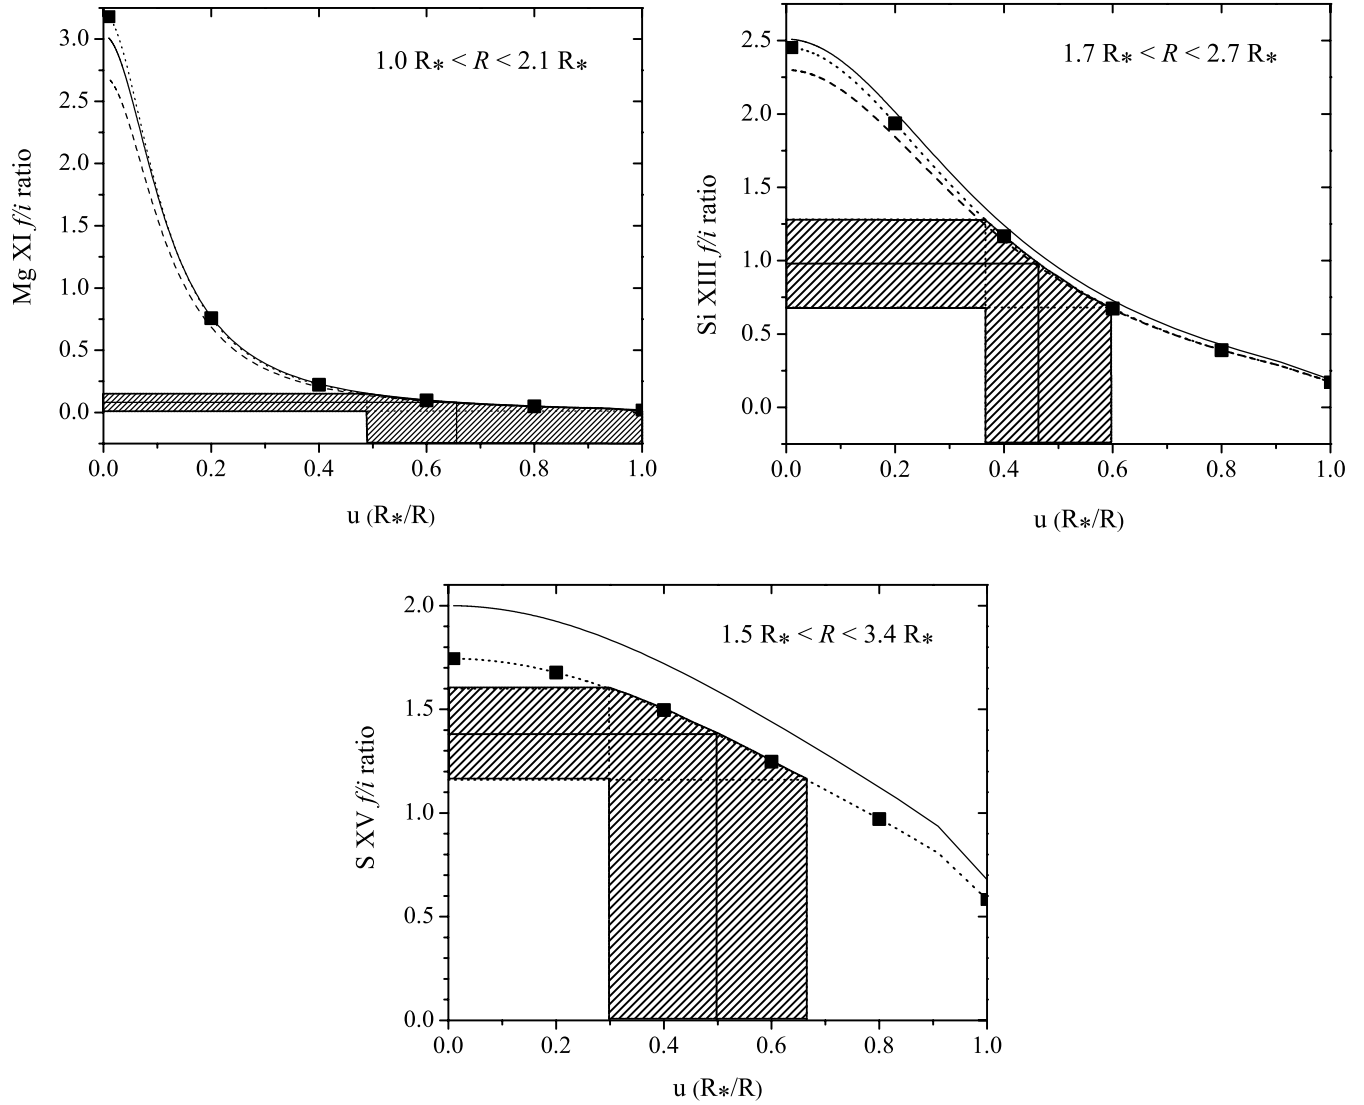 3.0
2.5
2.0
1.5
1.0
0.5
0.0
Mg XI f/i ratio
1.0 R* < R < 2.1 R*
0.0 0.2 0.4 0.6 0.8 1.0
u (R*/R)
2.5
2.0
1.5
1.0
0.5
0.0
Si XIII f/i ratio
1.7 R* < R < 2.7 R*
0.0 0.2 0.4 0.6 0.8 1.0
u (R*/R)
2.0
1.5
1.0
0.5
0.0
S XV f/i ratio
1.5 R* < R < 3.4 R*
0.0 0.2 0.4 0.6 0.8 1.0
u (R*/R)